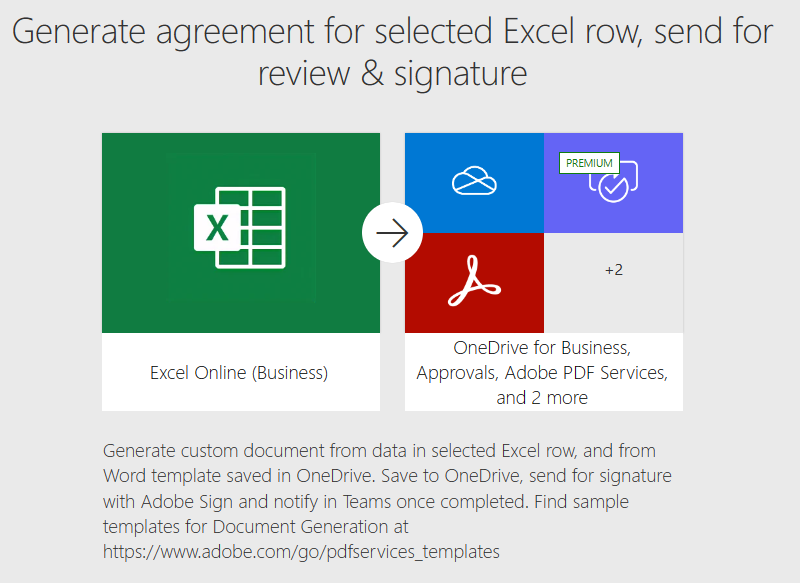 Generate agreement for selected Excel row, send for
review & signature
PREMIUM
X
+2
Excel Online (Business)
OneDrive for Business,
Approvals, Adobe PDF Services,
and 2 more
Generate custom document from data in selected Excel row, and from
Word template saved in OneDrive. Save to OneDrive, send for signature
with Adobe Sign and notify in Teams once completed. Find sample
templates for Document Generation at
https://www.adobe.com/go/pdfservices_templates